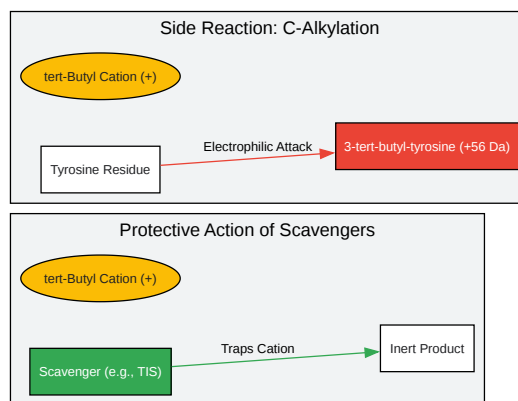 Side Reaction: C-Alkylation
tert-Butyl Cation (+)
Electrophilic Attack
3-tert-butyl-tyrosine (+56 Da)
Tyrosine Residue
Protective Action of Scavengers
tert-Butyl Cation (+)
Traps Cation
Inert Product
Scavenger (e.g., TIS)